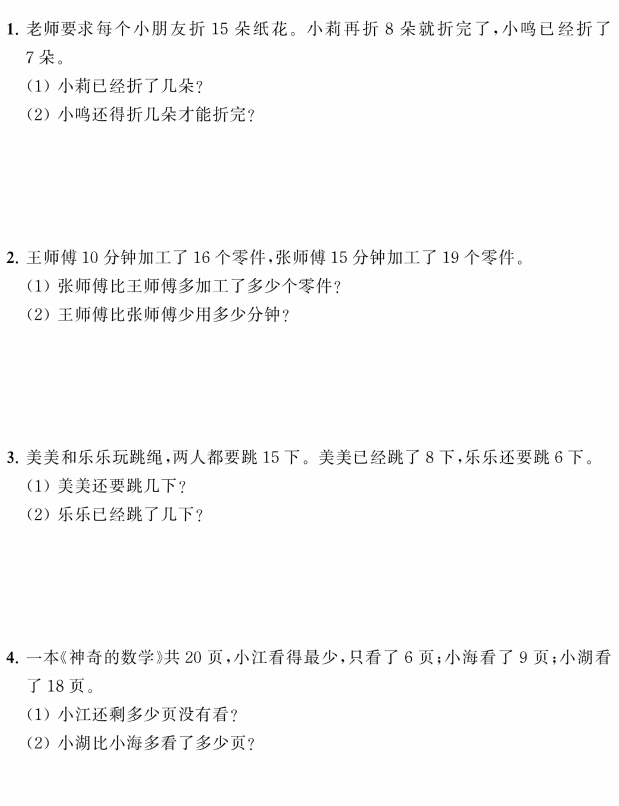 1. 老师要求每个小朋友折 15 朵纸花。小莉再折 8 朵就折完了,小鸣已经折了
7 朵。
(1) 小莉已经折了几朵?
(2) 小鸣还得折几朵才能折完?
2. 王师傅 10 分钟加工了 16 个零件,张师傅 15 分钟加工了 19 个零件。
(1) 张师傅比王师傅多加工了多少个零件?
(2) 王师傅比张师傅少用多少分钟?
3. 美美和乐乐玩跳绳,两人都要跳 15 下。美美已经跳了 8 下,乐乐还要跳 6 下。
(1) 美美还要跳几下?
(2) 乐乐已经跳了几下?
4. 一本《神奇的数学》共 20 页,小江看得最少,只看了 6 页;小海看了 9 页;小湖看
了 18 页。
(1) 小江还剩多少页没有看?
(2) 小湖比小海多看了多少页?